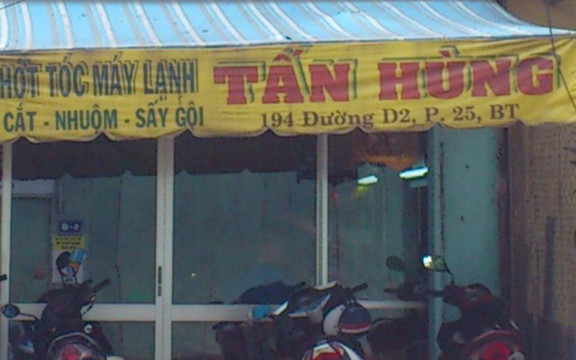 HỚT TÓC MÁY LẠNH
CẮT - NHUỘM - SẤY GỘI
TẤN HÙNG
194 Đường D2, P. 25, BT